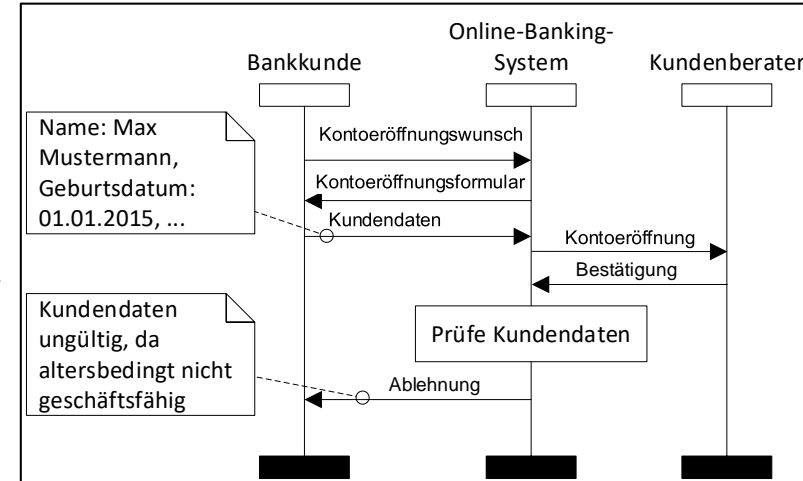 Online-Banking-
Bankkunde System Kundenberater
Name: Max
Mustermann,
Geburtsdatum:
01.01.2015, ...
Kontoeröffnungswunsch
Kontoeröffnungsformular
Kundendaten
Kontoeröffnung
Bestätigung
Kundendaten
ungültig, da
altersbedingt nicht
geschäftsfähig
Prüfe Kundendaten
Ablehnung